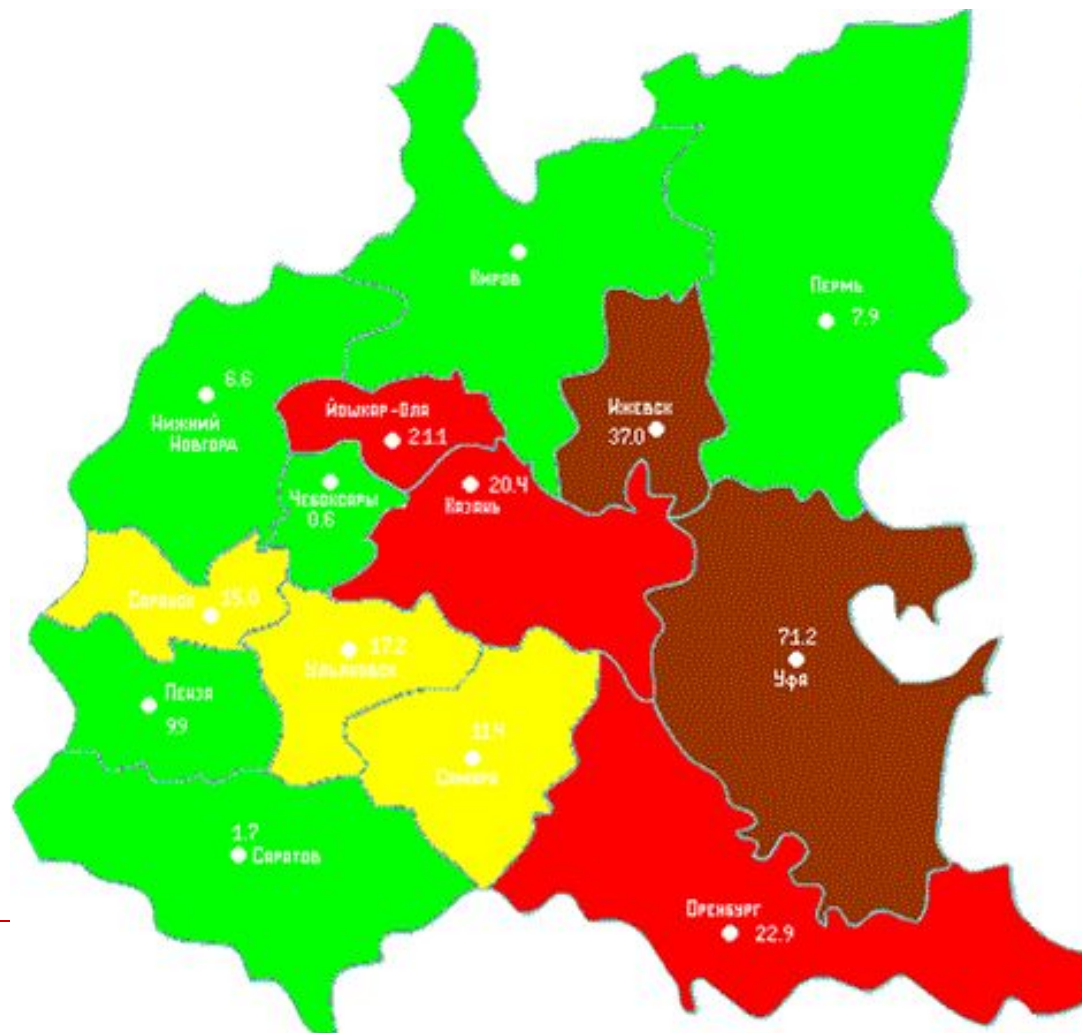 Киров
Пермь
7.9
6.6
Нижний
Новгород
Йошкар-Ола
21.1
Ижевск
37.0
Чебоксары
0.6
20.4
Казань
Саранск
15.0
17.2
Ульяновск
71.2
Уфа
Пенза
9.9
11.4
Самара
1.7
Саратов
Оренбург
22.9